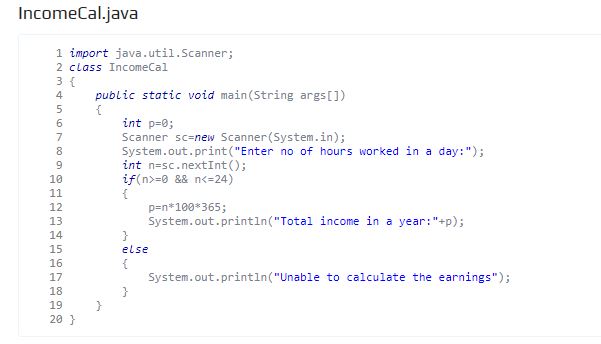 IncomeCal.java
1 import java.util.Scanner;
2 class IncomeCal
3 {
4     public static void main(String args[])
5     {
6         int p=0;
7         Scanner sc=new Scanner(System.in);
8         System.out.print("Enter no of hours worked in a day:");
9         int n=sc.nextInt();
10         if(n>=0 && n<=24)
11         {
12             p=n*100*365;
13             System.out.println("Total income in a year:"+p);
14         }
15         else
16         {
17             System.out.println("Unable to calculate the earnings");
18         }
19     }
20 }